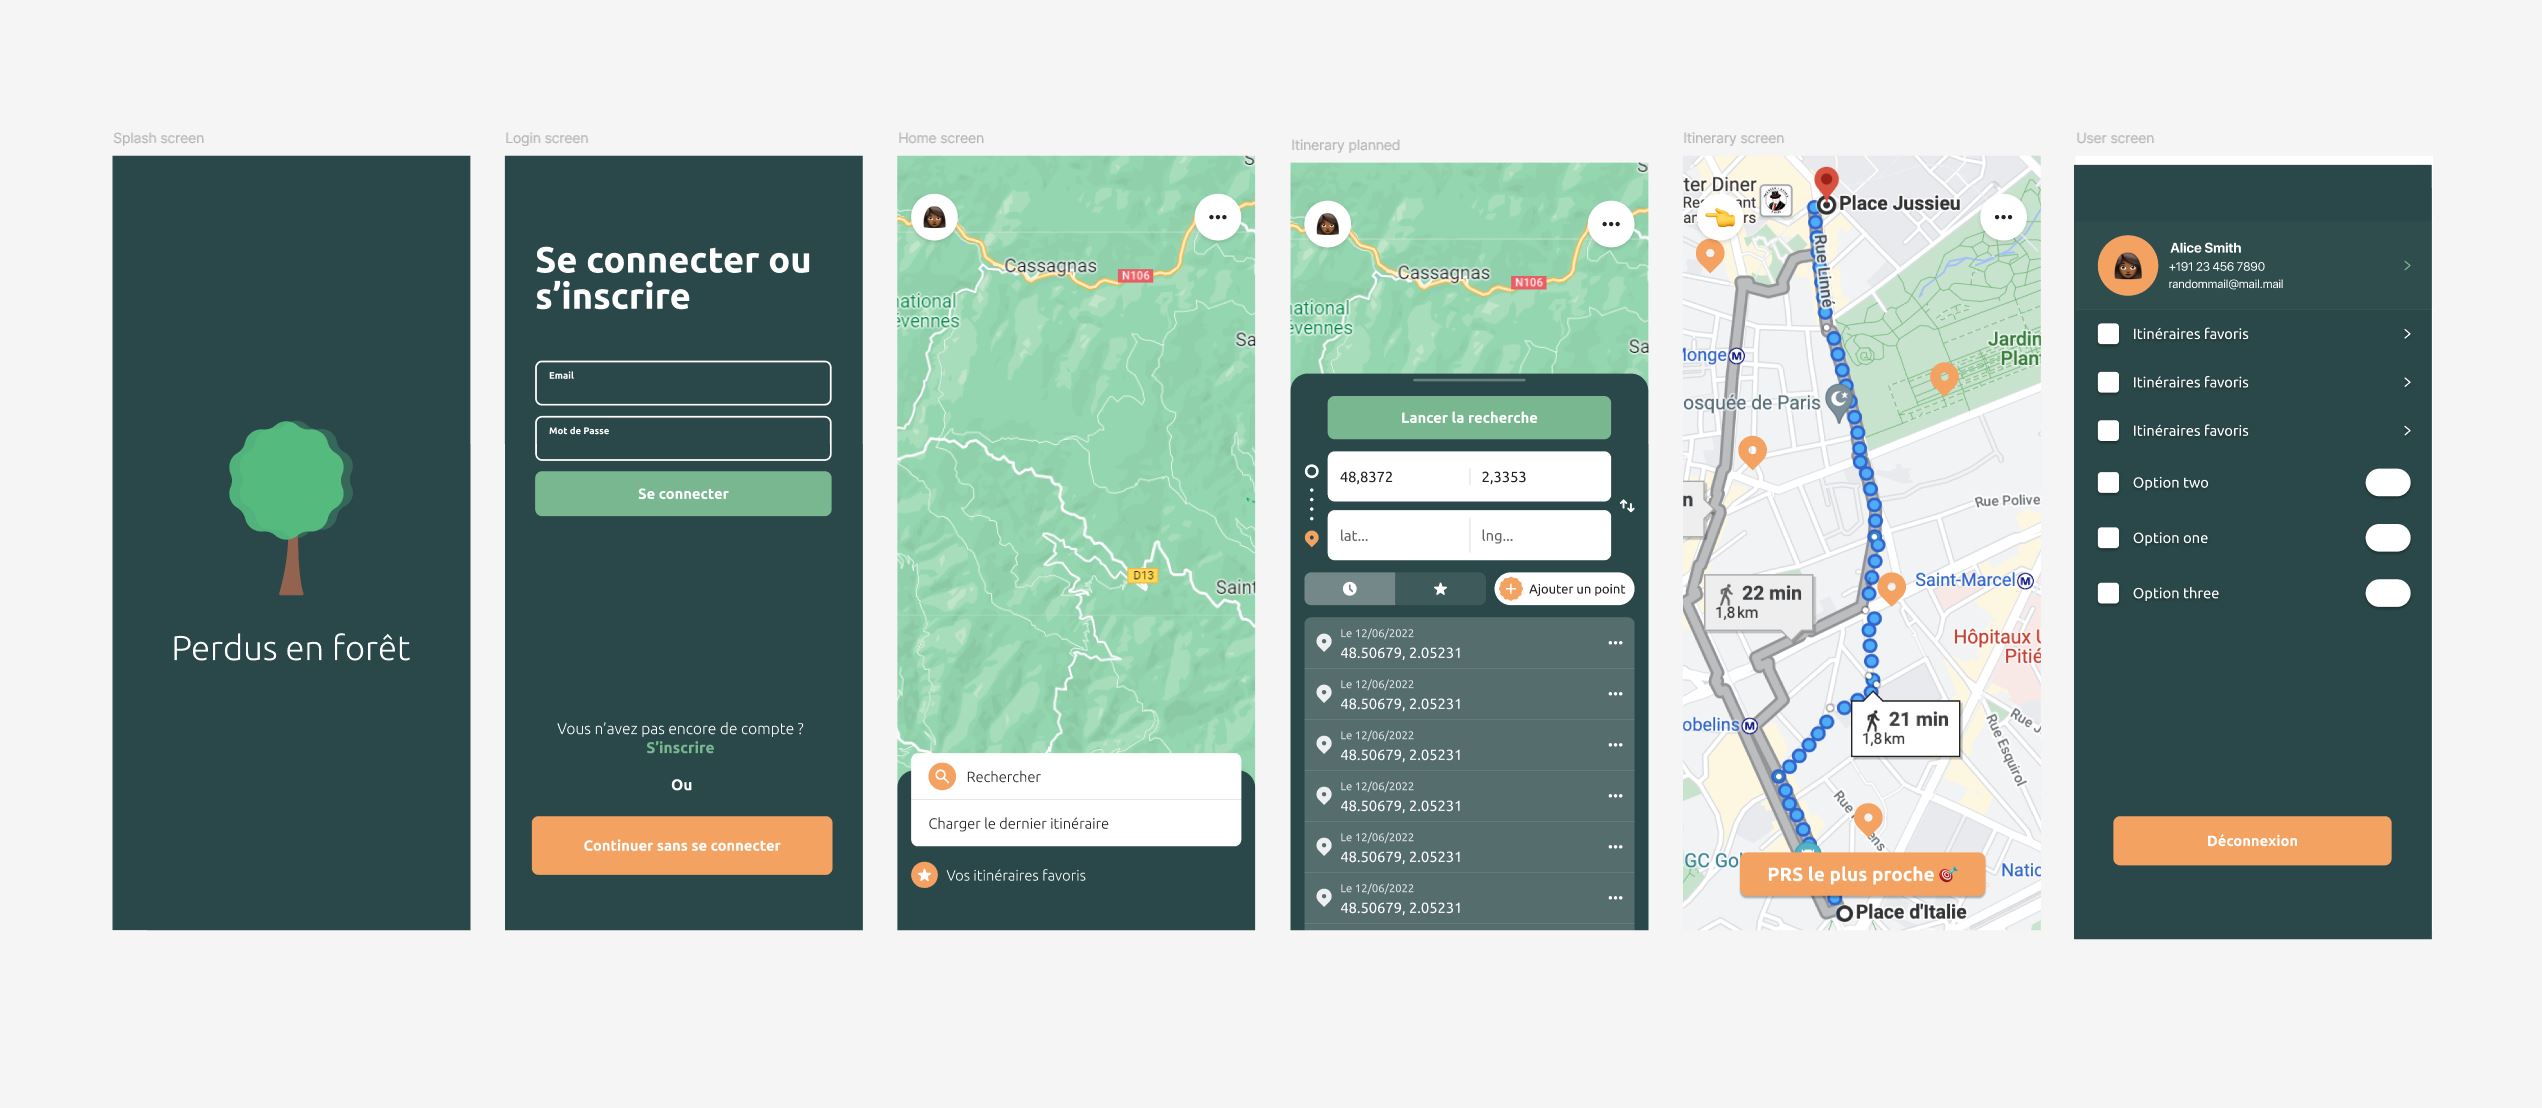 Splash screen
Perdus en forêt
Login screen
Se connecter ou
s’inscrire
Email
Mot de Passe
Se connecter
Vous n’avez pas encore de compte ?
S’inscrire
Ou
Continuer sans se connecter
Home screen
S
Cassagnas
N106
national
évennes
Sa
D13
Saint
Rechercher
Charger le dernier itinéraire
Vos itinéraires favoris
Itinerary planned
S
Cassagnas
N106
national
évennes
Sa
Lancer la recherche
48,8372
2,3353
lat...
lng...
Ajouter un point
Le 12/06/2022
48.50679, 2.05231
Le 12/06/2022
48.50679, 2.05231
Le 12/06/2022
48.50679, 2.05231
Le 12/06/2022
48.50679, 2.05231
Le 12/06/2022
48.50679, 2.05231
Le 12/06/2022
48.50679, 2.05231
Itinerary screen
ter Diner
Place Jussieu
Rue Linné
Jardin
Plant
Monge M
osquée de Paris
Rue Polive
n
22 min
1,8 km
Saint-Marcel M
Hôpitaux U
Pitié
obelins M
21 min
1,8 km
Rue J
Rue Esquirol
Rue
ens
GC Go
PRS le plus proche
Natio
Place d'Italie
User screen
Alice Smith
+191 23 456 7890
randommail@mail.mail
Itinéraires favoris
Itinéraires favoris
Itinéraires favoris
Option two
Option one
Option three
Déconnexion